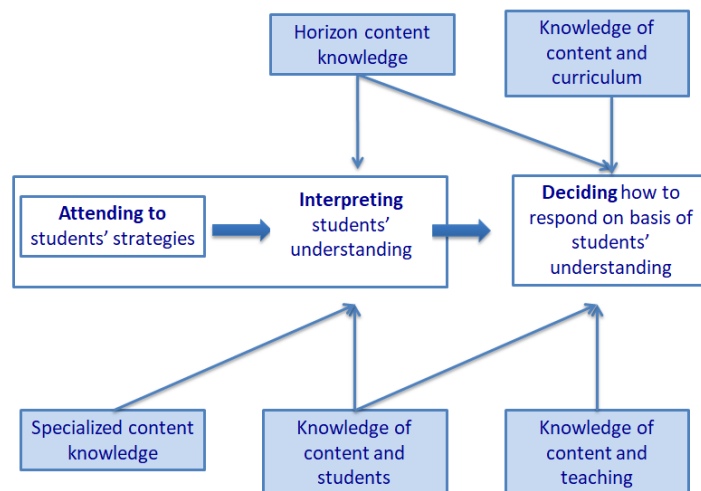 Horizon content
knowledge
Knowledge of
content and
curriculum
Attending to
students’ strategies
Interpreting
students’
understanding
Deciding how to
respond on basis of
students’
understanding
Specialized content
knowledge
Knowledge of
content and
students
Knowledge of
content and
teaching